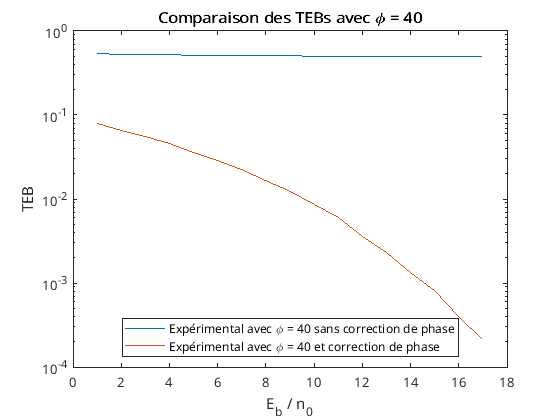 Comparaison des TEBs avec ϕ = 40
10^0
10^-1
10^-2
10^-3
10^-4
TEB
Expérimental avec ϕ = 40 sans correction de phase
Expérimental avec ϕ = 40 et correction de phase
0 2 4 6 8 10 12 14 16 18
E_b / n_0